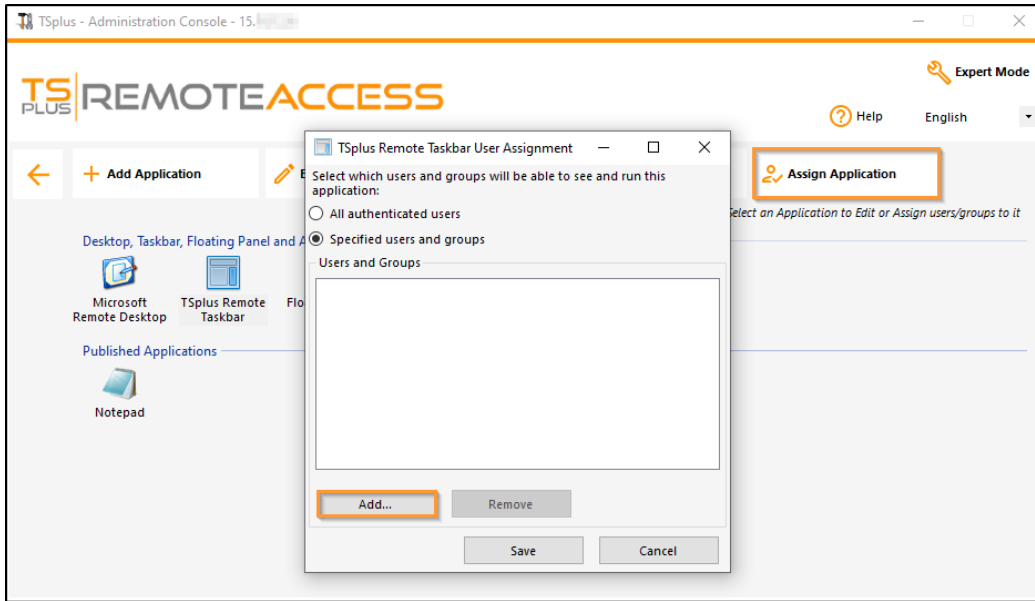 TSplus - Administration Console - 15.
Expert Mode
TS PLUS REMOTE ACCESS
Help
English
Add Application
Assign Application
Select an Application to Edit or Assign users/groups to it
Desktop, Taskbar, Floating Panel and A
Microsoft Remote Desktop
TSplus Remote Taskbar
Flo
Published Applications
Notepad
TSplus Remote Taskbar User Assignment
Select which users and groups will be able to see and run this
application:
All authenticated users
Specified users and groups
Users and Groups
Add...
Remove
Save
Cancel